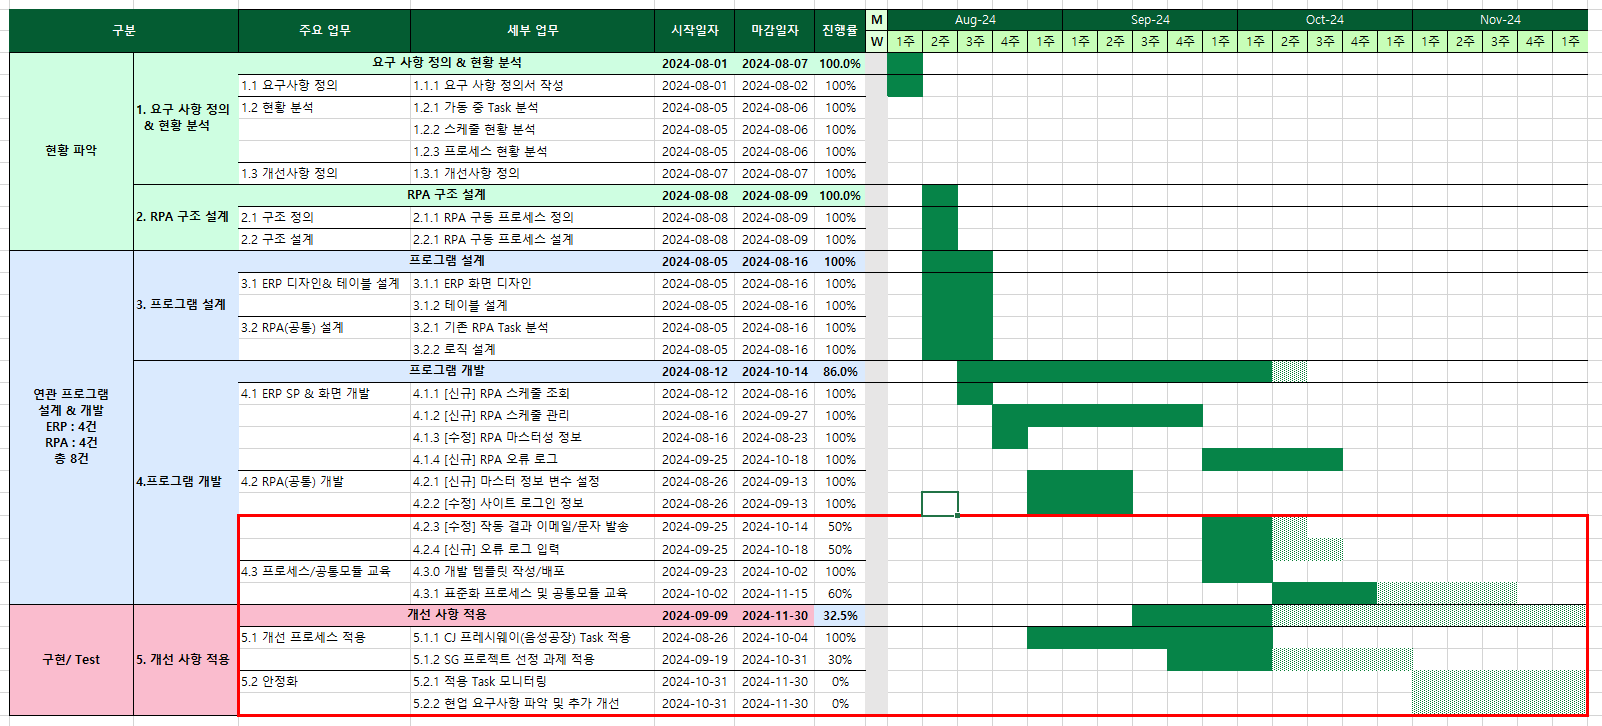 구분 주요 업무 세부 업무 시작일자 마감일자 진행률 M Aug-24 Sep-24 Oct-24 Nov-24
W 1주 2주 3주 4주 1주 1주 2주 3주 4주 1주 1주 2주 3주 4주 1주 1주 2주 3주 4주 1주
현황 파악
1. 요구 사항 정의
& 현황 분석
요구 사항 정의 & 현황 분석 2024-08-01 2024-08-07 100.0%
1.1 요구사항 정의 1.1.1 요구 사항 정의서 작성 2024-08-01 2024-08-02 100%
1.2 현황 분석 1.2.1 가동 중 Task 분석 2024-08-05 2024-08-06 100%
1.2.2 스케줄 현황 분석 2024-08-05 2024-08-06 100%
1.2.3 프로세스 현황 분석 2024-08-05 2024-08-06 100%
1.3 개선사항 정의 1.3.1 개선사항 정의 2024-08-07 2024-08-07 100%
2. RPA 구조 설계
RPA 구조 설계 2024-08-08 2024-08-09 100.0%
2.1 구조 정의 2.1.1 RPA 구동 프로세스 정의 2024-08-08 2024-08-09 100%
2.2 구조 설계 2.2.1 RPA 구동 프로세스 설계 2024-08-08 2024-08-09 100%
연관 프로그램
설계 & 개발
ERP : 4건
RPA : 4건
총 8건
3. 프로그램 설계
프로그램 설계 2024-08-05 2024-08-16 100%
3.1 ERP 디자인& 테이블 설계 3.1.1 ERP 화면 디자인 2024-08-05 2024-08-16 100%
3.1.2 테이블 설계 2024-08-05 2024-08-16 100%
3.2 RPA(공통) 설계 3.2.1 기존 RPA Task 분석 2024-08-05 2024-08-16 100%
3.2.2 로직 설계 2024-08-05 2024-08-16 100%
4.프로그램 개발
프로그램 개발 2024-08-12 2024-10-14 86.0%
4.1 ERP SP & 화면 개발 4.1.1 [신규] RPA 스케줄 조회 2024-08-12 2024-08-16 100%
4.1.2 [신규] RPA 스케줄 관리 2024-08-16 2024-09-27 100%
4.1.3 [수정] RPA 마스터성 정보 2024-08-16 2024-08-23 100%
4.1.4 [신규] RPA 오류 로그 2024-09-25 2024-10-18 100%
4.2 RPA(공통) 개발 4.2.1 [신규] 마스터 정보 변수 설정 2024-08-26 2024-09-13 100%
4.2.2 [수정] 사이트 로그인 정보 2024-08-26 2024-09-13 100%
4.2.3 [수정] 작동 결과 이메일/문자 발송 2024-09-25 2024-10-14 50%
4.2.4 [신규] 오류 로그 입력 2024-09-25 2024-10-18 50%
4.3 프로세스/공통모듈 교육 4.3.0 개발 템플릿 작성/배포 2024-09-23 2024-10-02 100%
4.3.1 표준화 프로세스 및 공통모듈 교육 2024-10-02 2024-11-15 60%
구현/ Test
5. 개선 사항 적용
개선 사항 적용 2024-09-09 2024-11-30 32.5%
5.1 개선 프로세스 적용 5.1.1 CJ 프레시웨이(음성공장) Task 적용 2024-08-26 2024-10-04 100%
5.1.2 SG 프로젝트 선정 과제 적용 2024-09-19 2024-10-31 30%
5.2 안정화 5.2.1 적용 Task 모니터링 2024-10-31 2024-11-30 0%
5.2.2 현업 요구사항 파악 및 추가 개선 2024-10-31 2024-11-30 0%